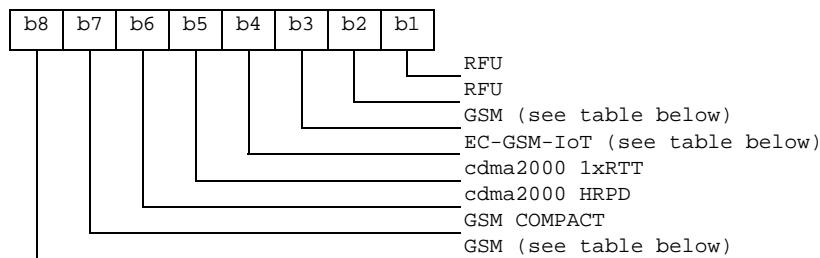 b8 b7 b6 b5 b4 b3 b2 b1
RFU
RFU
GSM (see table below)
EC-GSM-IoT (see table below)
cdma2000 1xRTT
cdma2000 HRPD
GSM COMPACT
GSM (see table below)